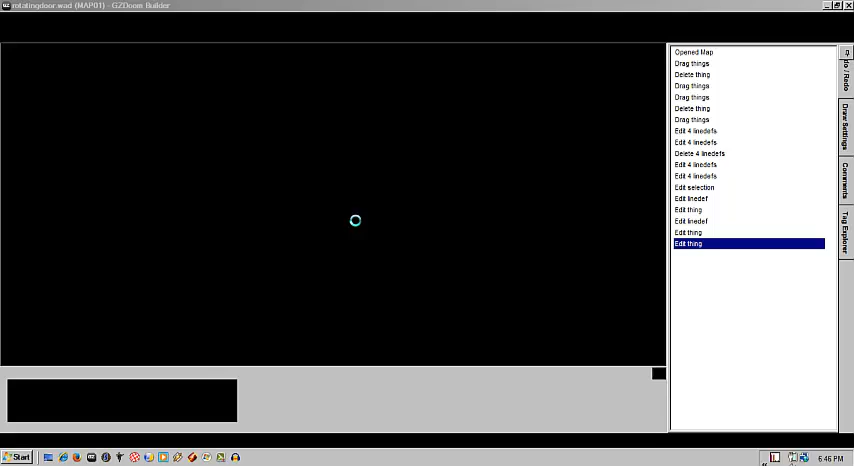 rotatingdoor.wad (MAP01) - GZDoom Builder
Opened Map
Drag things
Delete thing
Drag things
Drag things
Delete thing
Drag things
Edit 4 linedefs
Edit 4 linedefs
Delete 4 linedefs
Edit 4 linedefs
Edit 4 linedefs
Edit selection
Edit linedef
Edit thing
Edit linedef
Edit thing
Edit thing
do / Redo
Draw Settings
Comments
Tag Explorer
Start
6:46 PM